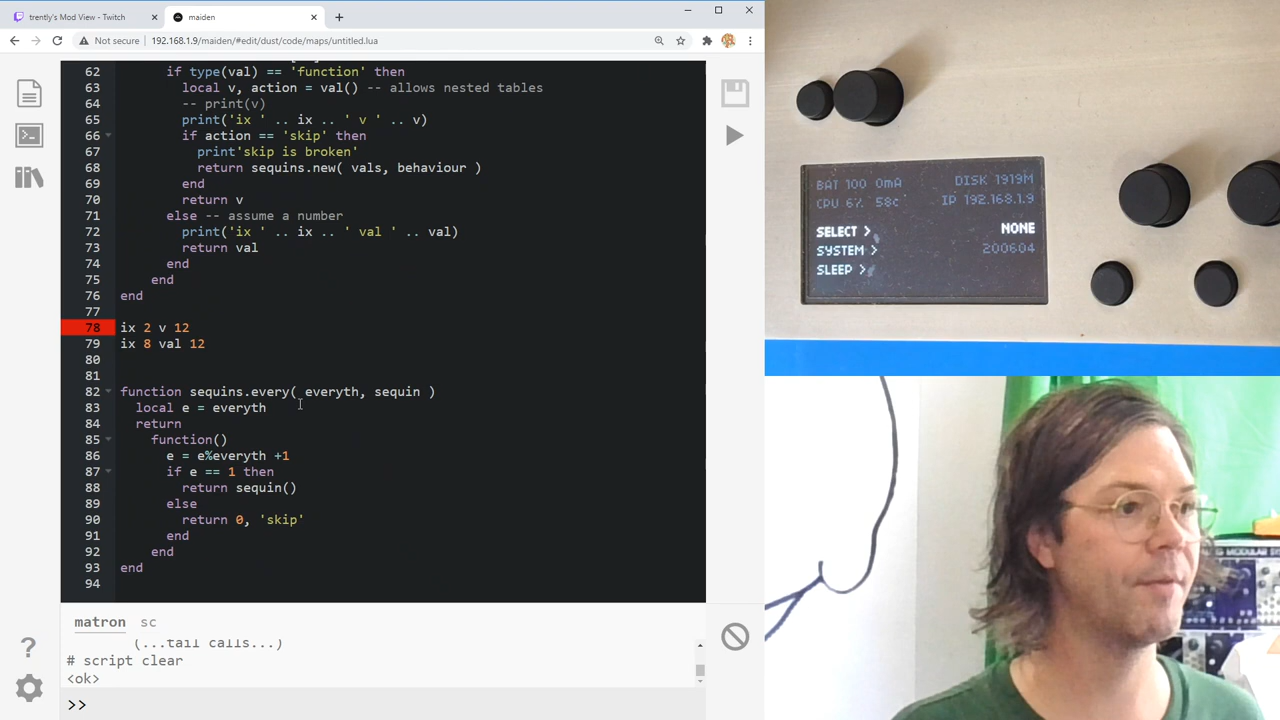 trently's Mod View - Twitch
maiden
Not secure
192.168.1.9/maiden/#edit/dust/code/maps/untitled.lua
62 if type(val) == 'function' then
63 local v, action = val() -- allows nested tables
64 -- print(v)
65 print('ix ' .. ix .. ' v ' .. v)
66 if action == 'skip' then
67 print'skip is broken'
68 return sequins.new( vals, behaviour )
69 end
70 return v
71 else -- assume a number
72 print('ix ' .. ix .. ' val ' .. val)
73 return val
74 end
75 end
76 end
77
78 ix 2 v 12
79 ix 8 val 12
80
81
82 function sequins.every( everyth, sequin )
83 local e = everyth
84 return
85 function()
86 e = e%everyth +1
87 if e == 1 then
88 return sequin()
89 else
90 return 0, 'skip'
91 end
92 end
93 end
94
matron sc
(...tail calls...)
# script clear
<ok>
>>
BAT 100 0mA DISK 1919M
CPU 6% 58c IP 192.168.1.9
SELECT > NONE
SYSTEM > 200604
SLEEP >